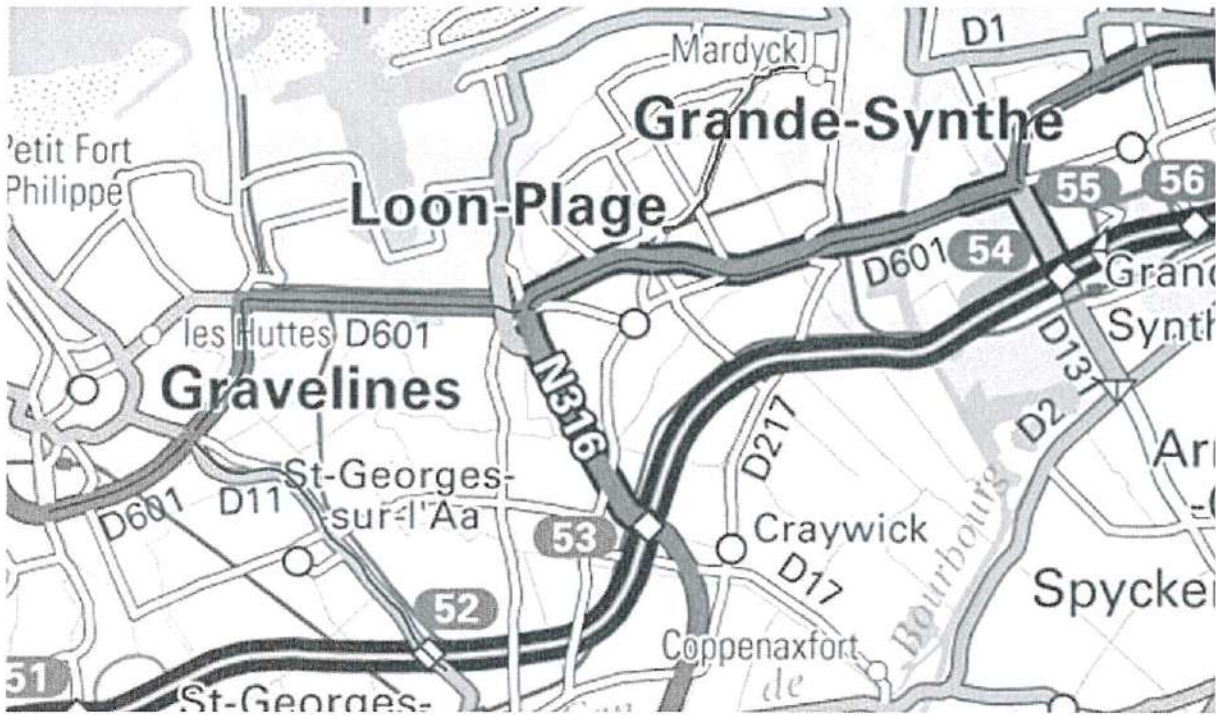 D1
Mardyck
Grande-Synthe
Petit Fort
Philippe
55
56
Loon-Plage
D601
54
Grand
Synth
les Huttes
D601
D131
Gravelines
N316
D217
D2
St-Georges-
sur-l'Aa
D601
D11
53
Craywick
D17
Bourbourg
Spycker
52
Coppenaxfort
51
St-Georges-
de